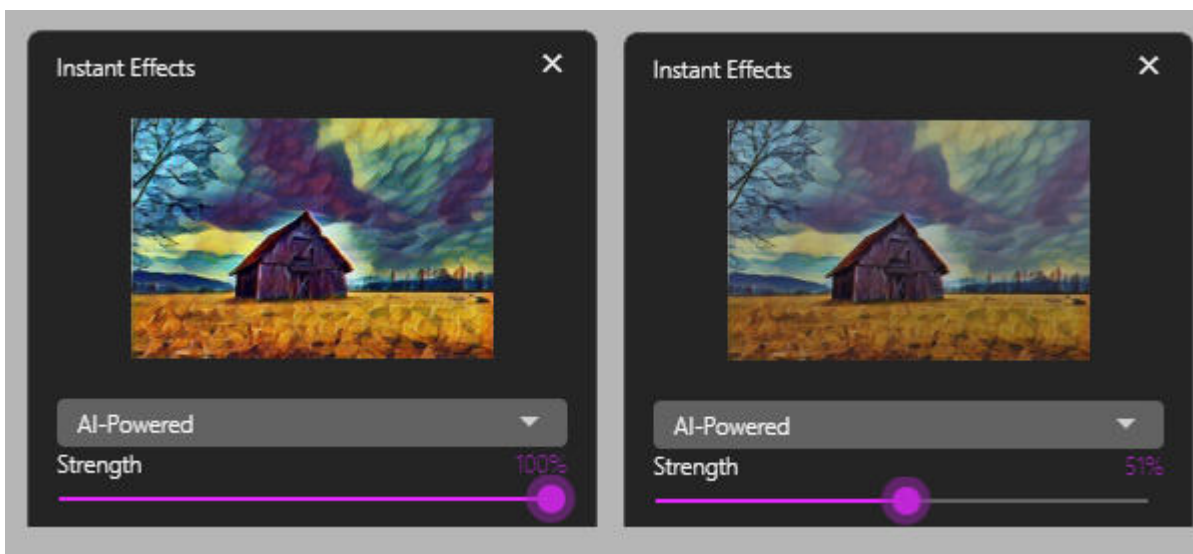 Instant Effects
AI-Powered
Strength 100%
Instant Effects
AI-Powered
Strength 51%